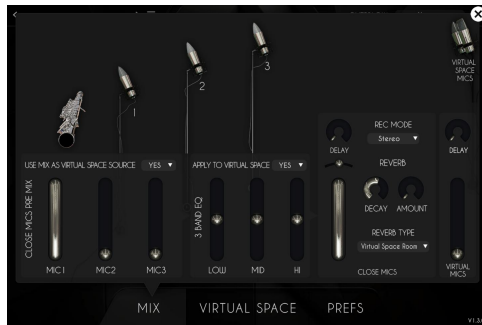 3
2
1
VIRTUAL
SPACE
MICS
USE MIX AS VIRTUAL SPACE SOURCE YES
APPLY TO VIRTUAL SPACE YES
DELAY
REC MODE
Stereo
REVERB
DELAY
CLOSE MICS PRE MIX
3 BAND EQ
DECAY
AMOUNT
REVERB TYPE
Virtual Space Room
MIC1
MIC2
MIC3
LOW
MID
HI
CLOSE MICS
VIRTUAL
MICS
MIX
VIRTUAL SPACE
PREFS